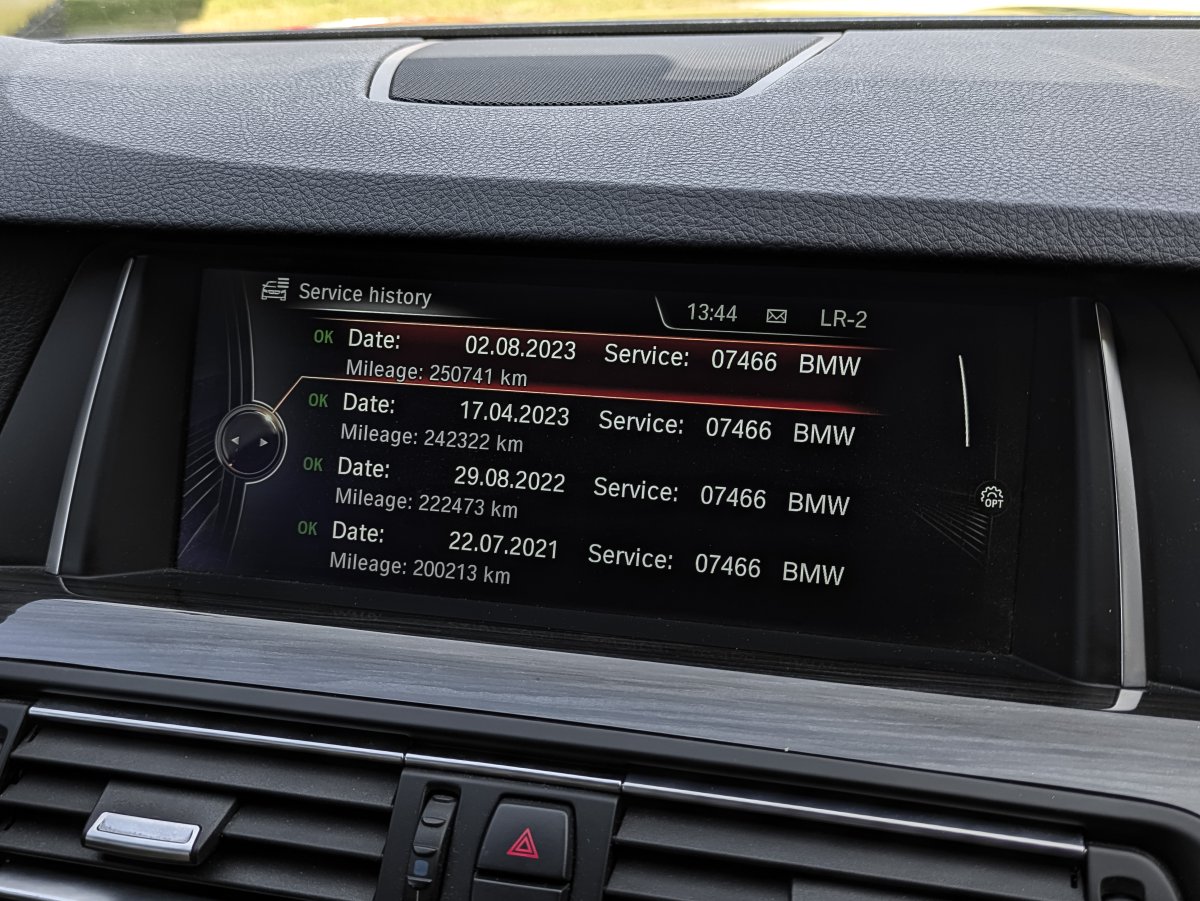 Service history
13:44 LR-2
OK Date: 02.08.2023 Service: 07466 BMW
Mileage: 250741 km
OK Date: 17.04.2023 Service: 07466 BMW
Mileage: 242322 km
OK Date: 29.08.2022 Service: 07466 BMW
Mileage: 222473 km
OK Date: 22.07.2021 Service: 07466 BMW
Mileage: 200213 km
OPT